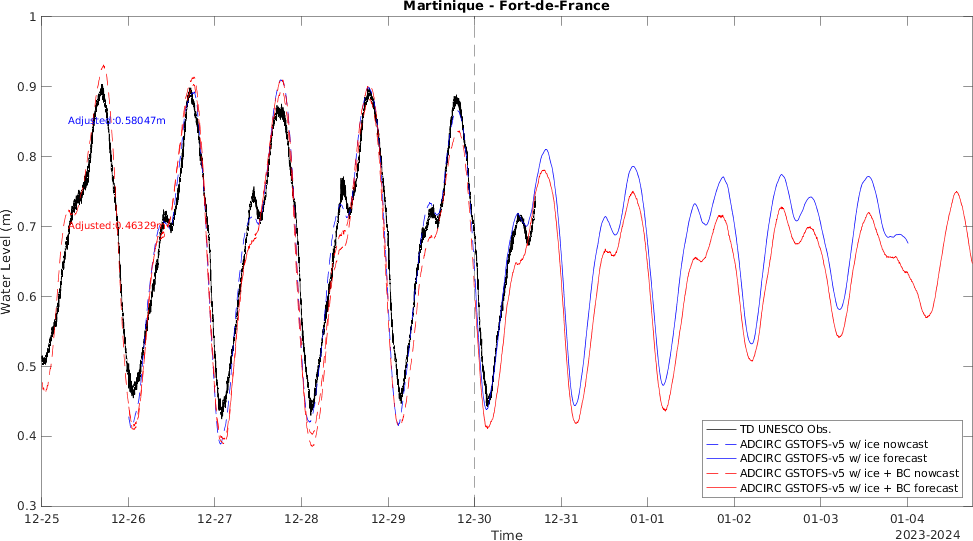 Martinique - Fort-de-France
1
0.9
0.8
0.7
0.6
0.5
0.4
0.3
Water Level (m)
Adjusted:0.58047m
Adjusted:0.46329m
TD UNESCO Obs.
ADCIRC GSTOFS-v5 w/ ice nowcast
ADCIRC GSTOFS-v5 w/ ice forecast
ADCIRC GSTOFS-v5 w/ ice + BC nowcast
ADCIRC GSTOFS-v5 w/ ice + BC forecast
12-25 12-26 12-27 12-28 12-29 12-30 12-31 01-01 01-02 01-03 01-04
Time
2023-2024